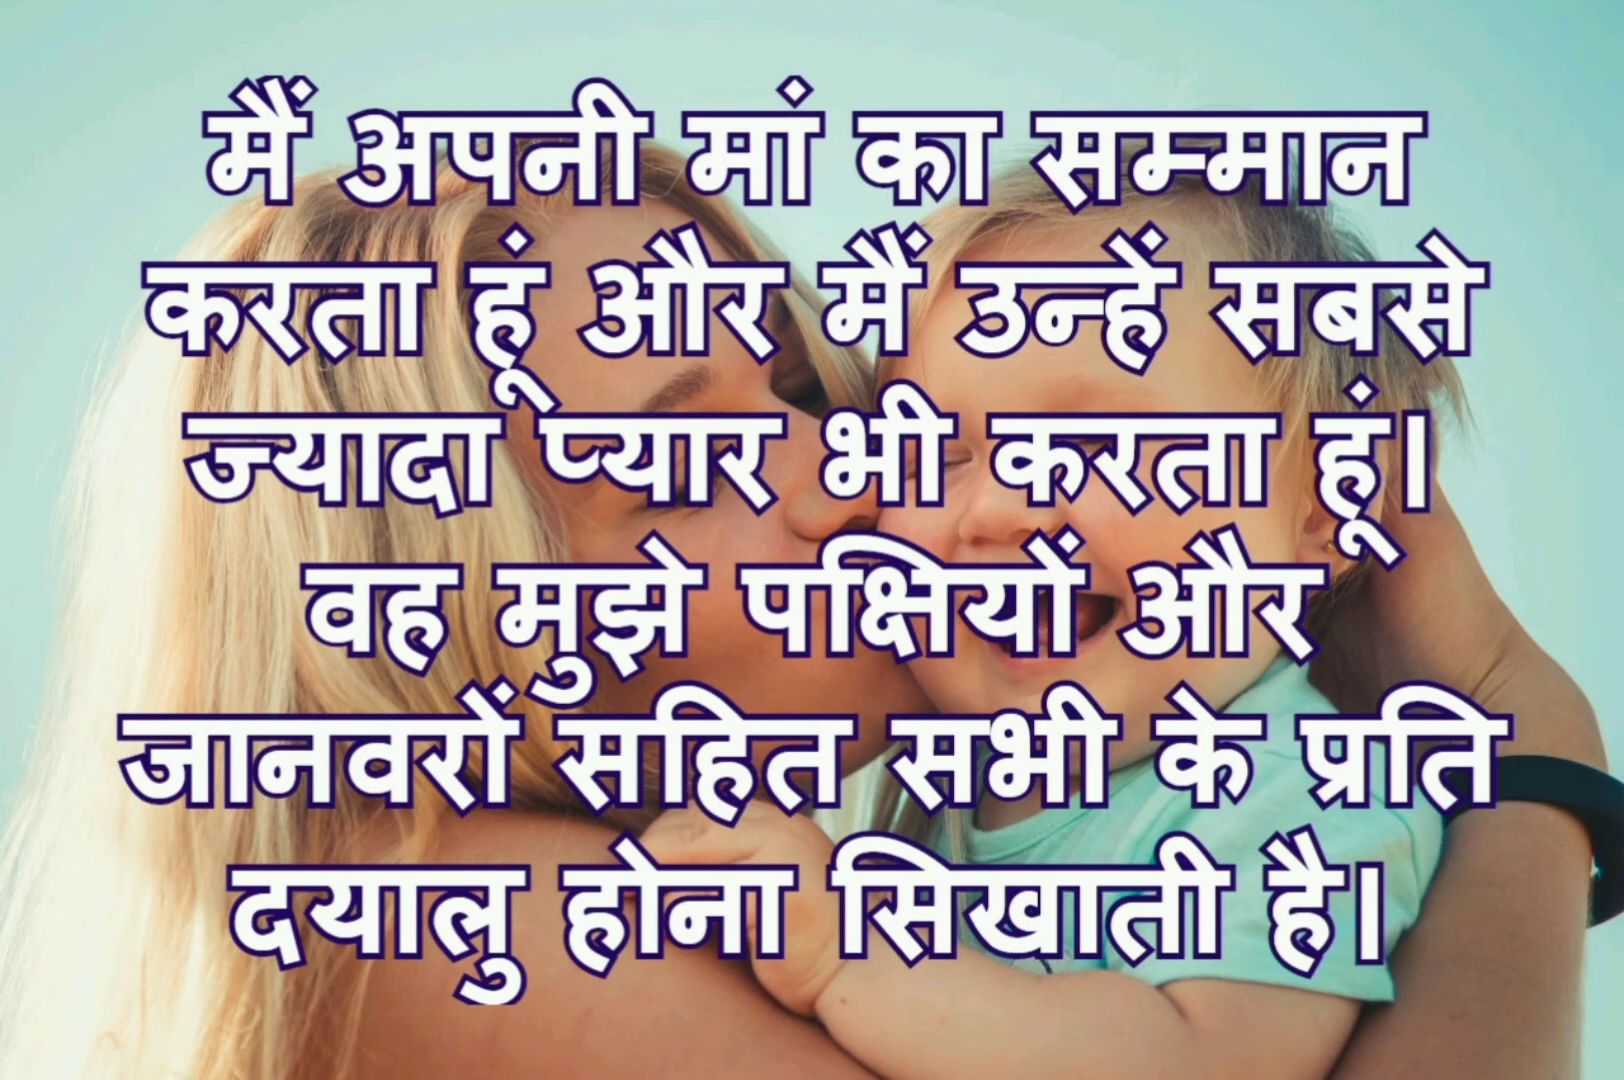 मैं अपनी मां का सम्मान
करता हूं और मैं उन्हें सबसे
ज्यादा प्यार भी करता हूं।
वह मुझे पक्षियों और
जानवरों सहित सभी के प्रति
दयालु होना सिखाती है।